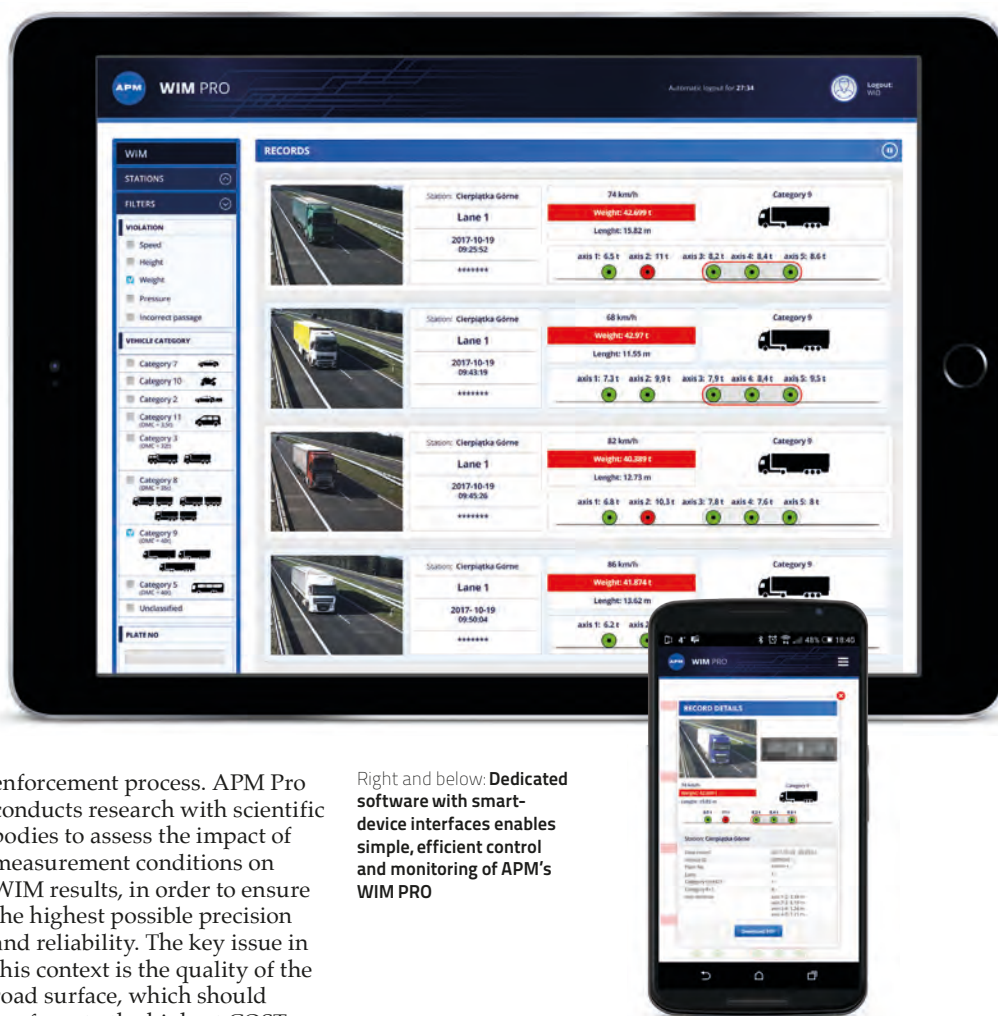 APM WIM PRO
Automatic logout for 27:34
Logout:
WIM
STATIONS
FILTERS
VIOLATION
Speed
Height
Weight
Pressure
Incorrect passage
VEHICLE CATEGORY
Category 7
Category 10
Category 2
Category 11
Category 3
Category 8
Category 9
Category 5
Unclassified
PLATE NO
RECORDS
Station: Cierpiątka Górne
Lane 1
2017-10-19
09:25:52
*******
74 km/h
Weight: 42.699 t
Lenght: 15.82 m
Category 9
axis 1: 6.5 t axis 2: 11 t axis 3: 8,2 t axis 4: 8,4 t axis 5: 8.6 t
Station: Cierpiątka Górne
Lane 1
2017-10-19
09:43:19
*******
68 km/h
Weight: 42.97 t
Lenght: 11.55 m
Category 9
axis 1: 7.3 t axis 2: 9,9 t axis 3: 7,9 t axis 4: 8,4 t axis 5: 9,5 t
Station: Cierpiątka Górne
Lane 1
2017-10-19
09:45:26
*******
82 km/h
Weight: 40.289 t
Lenght: 12.73 m
Category 9
axis 1: 6.8 t axis 2: 10,3 t axis 3: 7,8 t axis 4: 7.6 t axis 5: 8 t
Station: Cierpiątka Górne
Lane 1
2017- 10-19
09:50:04
*******
86 km/h
Weight: 41.874 t
Lenght: 13.62 m
Category 9
axis 1: 6.2 t axis
48% 18:40
APM WIM PRO
RECORD DETAILS
Station: Cierpiątka Górne
Download PDF
enforcement process. APM Pro
conducts research with scientific
bodies to assess the impact of
measurement conditions on
WIM results, in order to ensure
the highest possible precision
and reliability. The key issue in
this context is the quality of the
road surface, which should
Right and below: Dedicated
software with smart-
device interfaces enables
simple, efficient control
and monitoring of APM's
WIM PRO